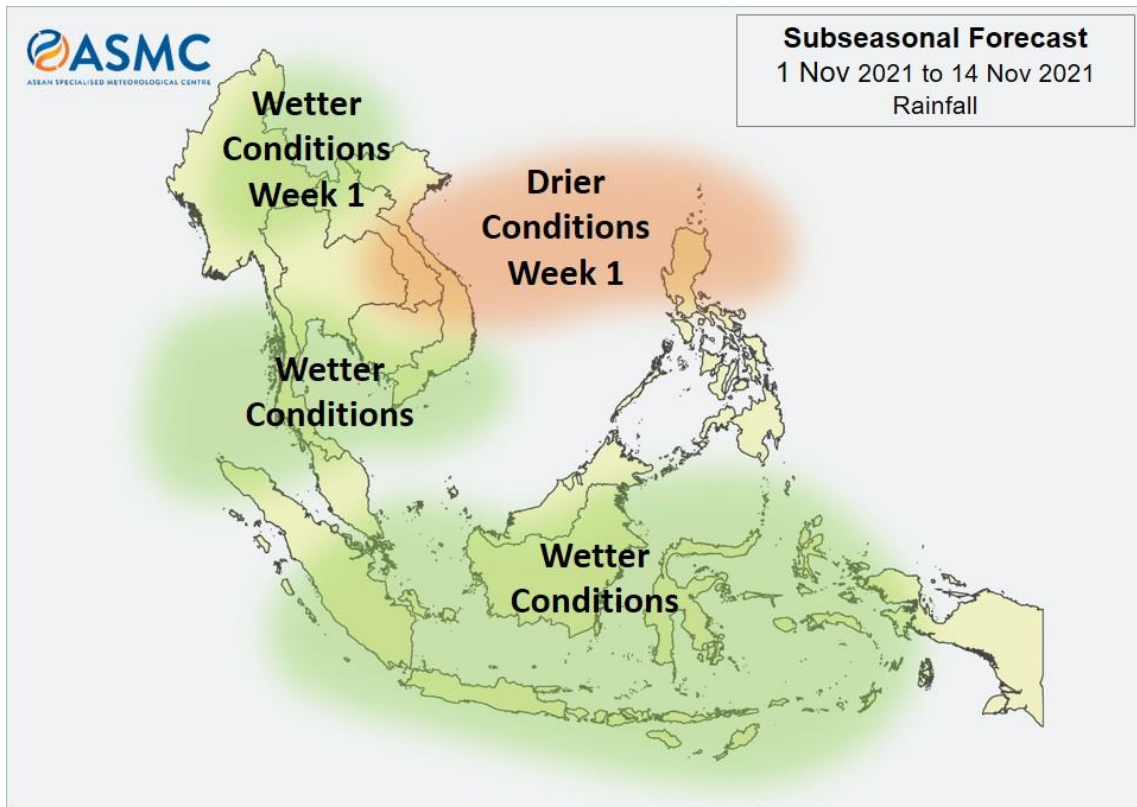 ASMC
ASEAN SPECIALISED METEOROLOGICAL CENTRE
Subseasonal Forecast
1 Nov 2021 to 14 Nov 2021
Rainfall
Wetter
Conditions
Week 1
Drier
Conditions
Week 1
Wetter
Conditions
Wetter
Conditions